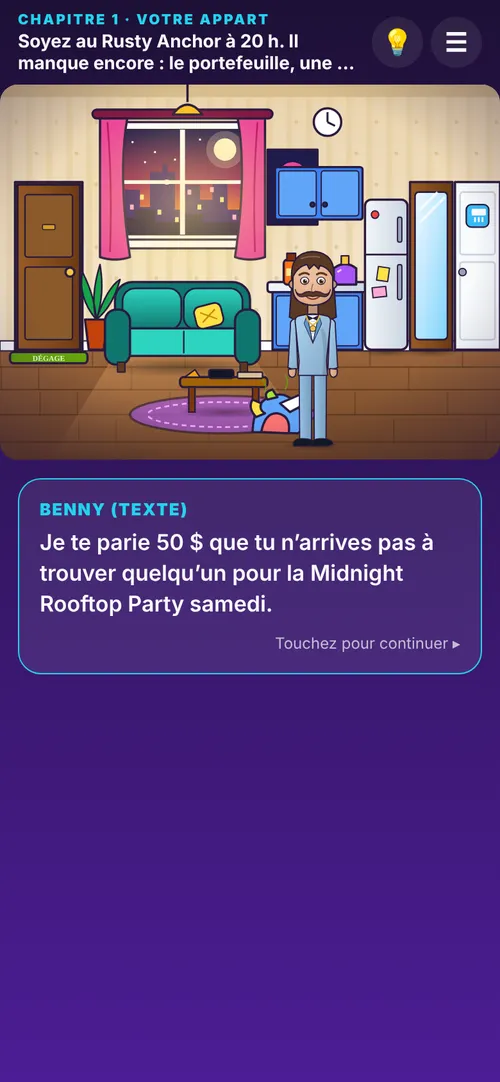 CHAPITRE 1 · VOTRE APPART
Soyez au Rusty Anchor à 20 h. Il
manque encore : le portefeuille, une …
DÉGAGE
BENNY (TEXTE)
Je te parie 50 $ que tu n’arrives pas à
trouver quelqu’un pour la Midnight
Rooftop Party samedi.
Touchez pour continuer ▸